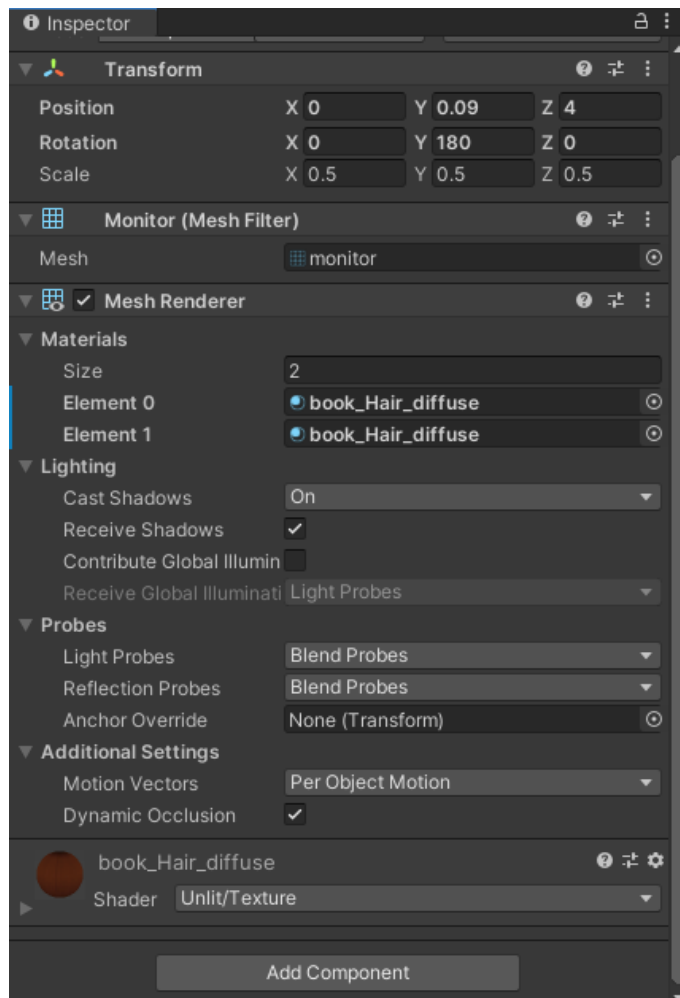 Inspector
Transform
Position X 0 Y 0.09 Z 4
Rotation X 0 Y 180 Z 0
Scale X 0.5 Y 0.5 Z 0.5
Monitor (Mesh Filter)
Mesh monitor
Mesh Renderer
Materials
Size 2
Element 0 book_Hair_diffuse
Element 1 book_Hair_diffuse
Lighting
Cast Shadows On
Receive Shadows
Contribute Global Illumin
Receive Global Illuminati Light Probes
Probes
Light Probes Blend Probes
Reflection Probes Blend Probes
Anchor Override None (Transform)
Additional Settings
Motion Vectors Per Object Motion
Dynamic Occlusion
book_Hair_diffuse
Shader Unlit/Texture
Add Component